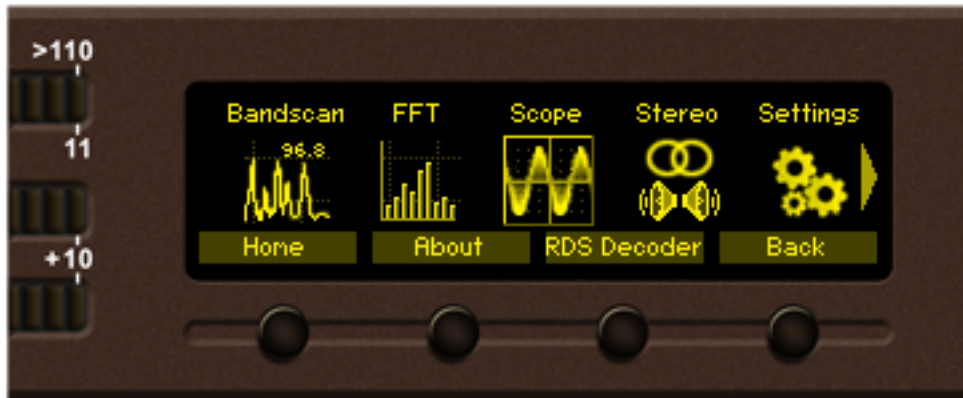 >110
11
+10
Bandscan FFT Scope Stereo Settings
96.8
Home About RDS Decoder Back